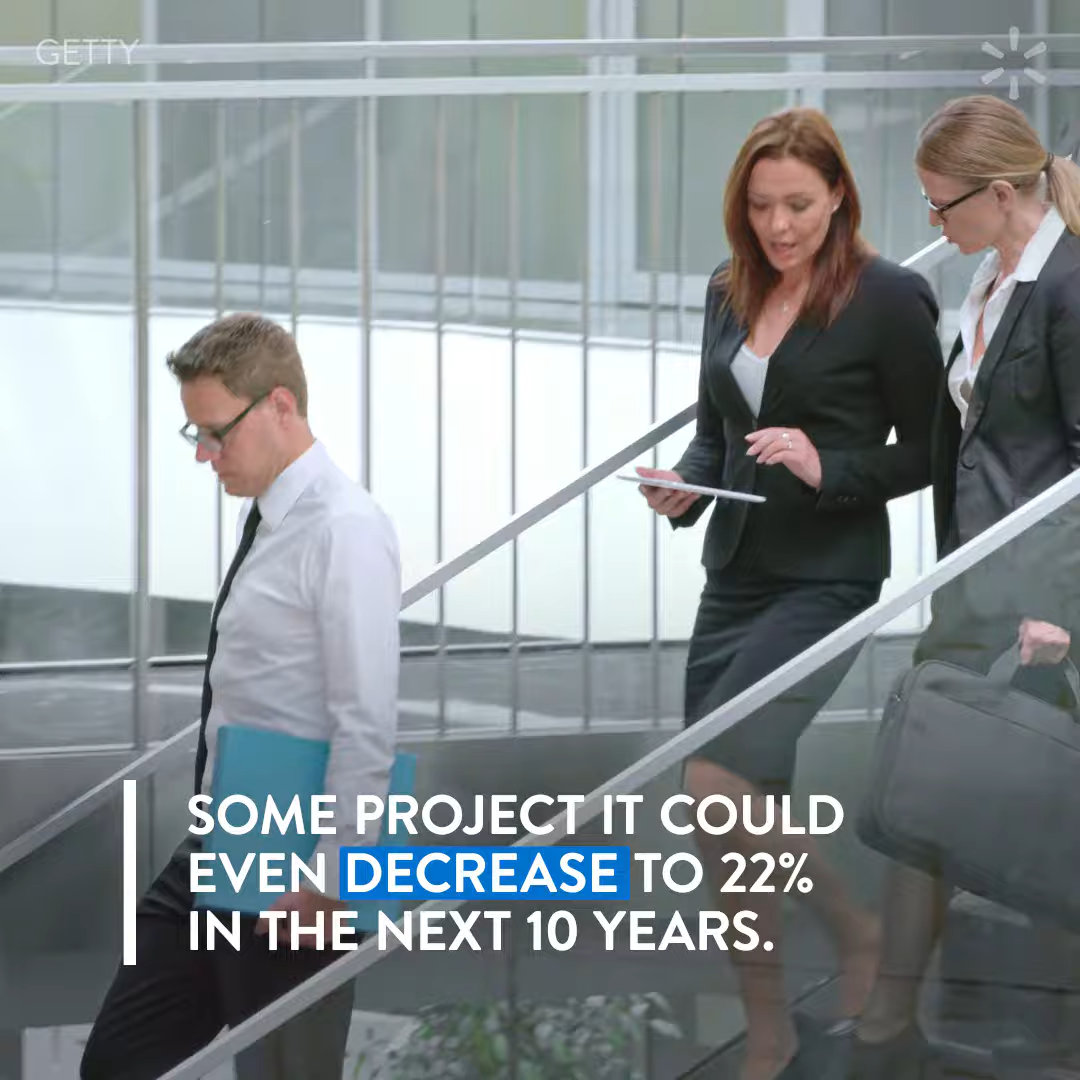 GETTY
SOME PROJECT IT COULD
EVEN DECREASE TO 22%
IN THE NEXT 10 YEARS.